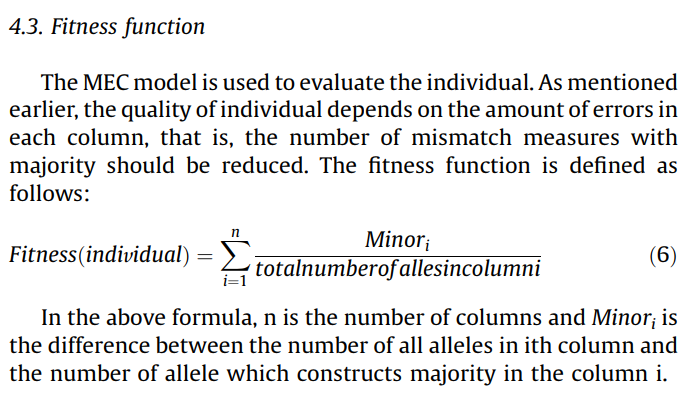 4.3. Fitness function
The MEC model is used to evaluate the individual. As mentioned
earlier, the quality of individual depends on the amount of errors in
each column, that is, the number of mismatch measures with
majority should be reduced. The fitness function is defined as
follows:
Fitness(individual) = \sum_{i=1}^{n} \frac{Minor_i}{totalnumberofallesincolumni} (6)
In the above formula, n is the number of columns and Minor_i is
the difference between the number of all alleles in ith column and
the number of allele which constructs majority in the column i.